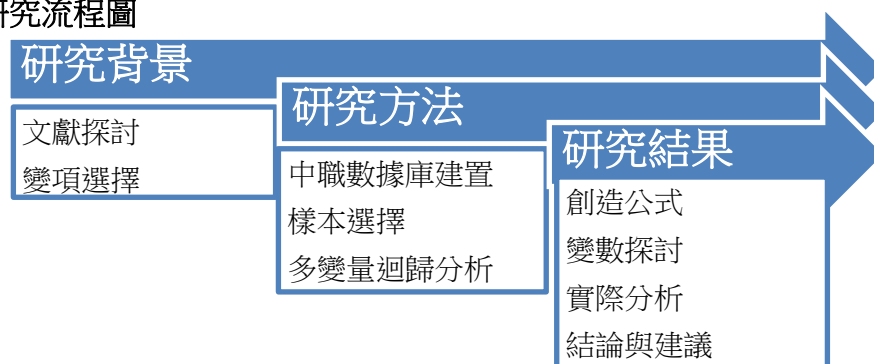 研究流程圖
研究背景
文獻探討
變項選擇
研究方法
中職數據庫建置
樣本選擇
多變量迴歸分析
研究結果
創造公式
變數探討
實際分析
結論與建議